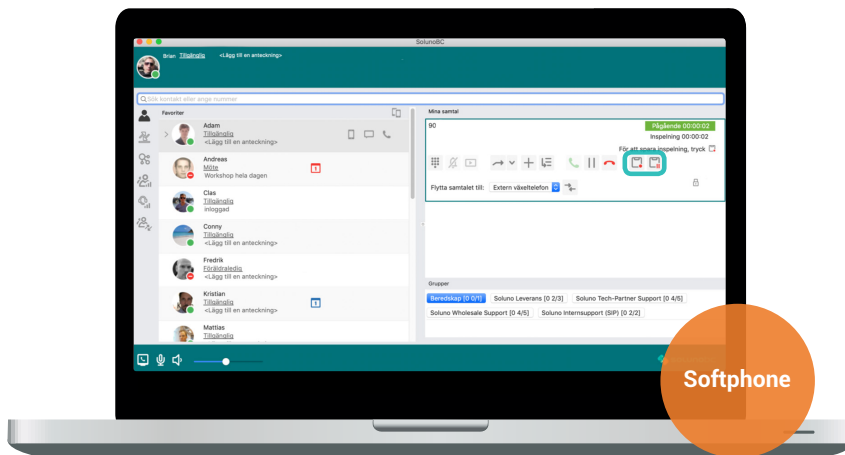 SolunoBC
Brian Tillgänglig <Lägg till en anteckning>
Sök kontakt eller ange nummer
Favoriter
Adam
Tillgänglig
<Lägg till en anteckning>
Andreas
Möte
Workshop hela dagen
Clas
Tillgänglig
inloggad
Conny
Tillgänglig
<Lägg till en anteckning>
Fredrik
Föräldraledig
<Lägg till en anteckning>
Kristian
Tillgänglig
<Lägg till en anteckning>
Mattias
Tillgänglig
Mina samtal
90
Pågående 00:00:02
Inspelning 00:00:02
För att spara inspelning, tryck
Flytta samtalet till: Extern växeltelefon
Grupper
Beredskap [0 0/1] Soluno Leverans [0 2/3] Soluno Tech-Partner Support [0 4/5]
Soluno Wholesale Support [0 4/5] Soluno Internsupport (SIP) [0 2/2]
Softphone